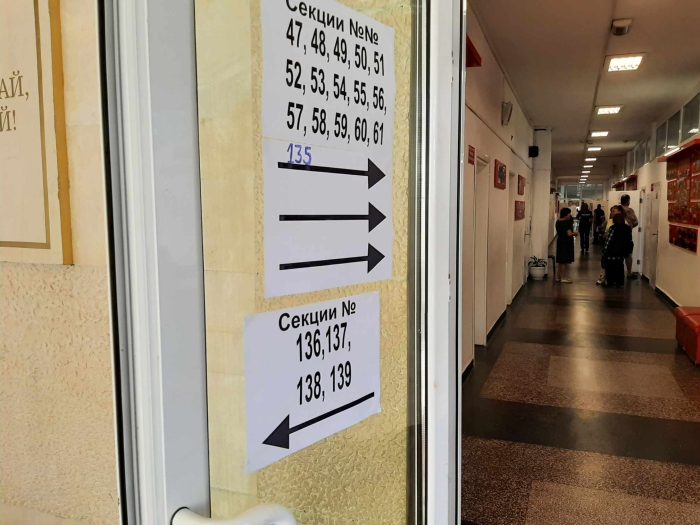 АЙ,
Й!
Секции №№
47, 48, 49, 50, 51
52, 53, 54, 55, 56,
57, 58, 59, 60, 61
135
Секции №
136,137,
138, 139